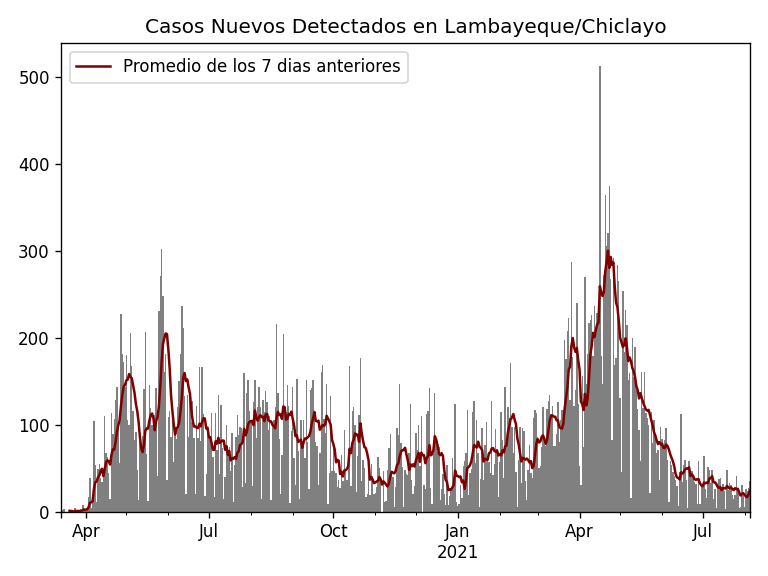 Casos Nuevos Detectados en Lambayeque/Chiclayo
Promedio de los 7 dias anteriores
500
400
300
200
100
0
Apr
Jul
Oct
Jan
2021
Apr
Jul